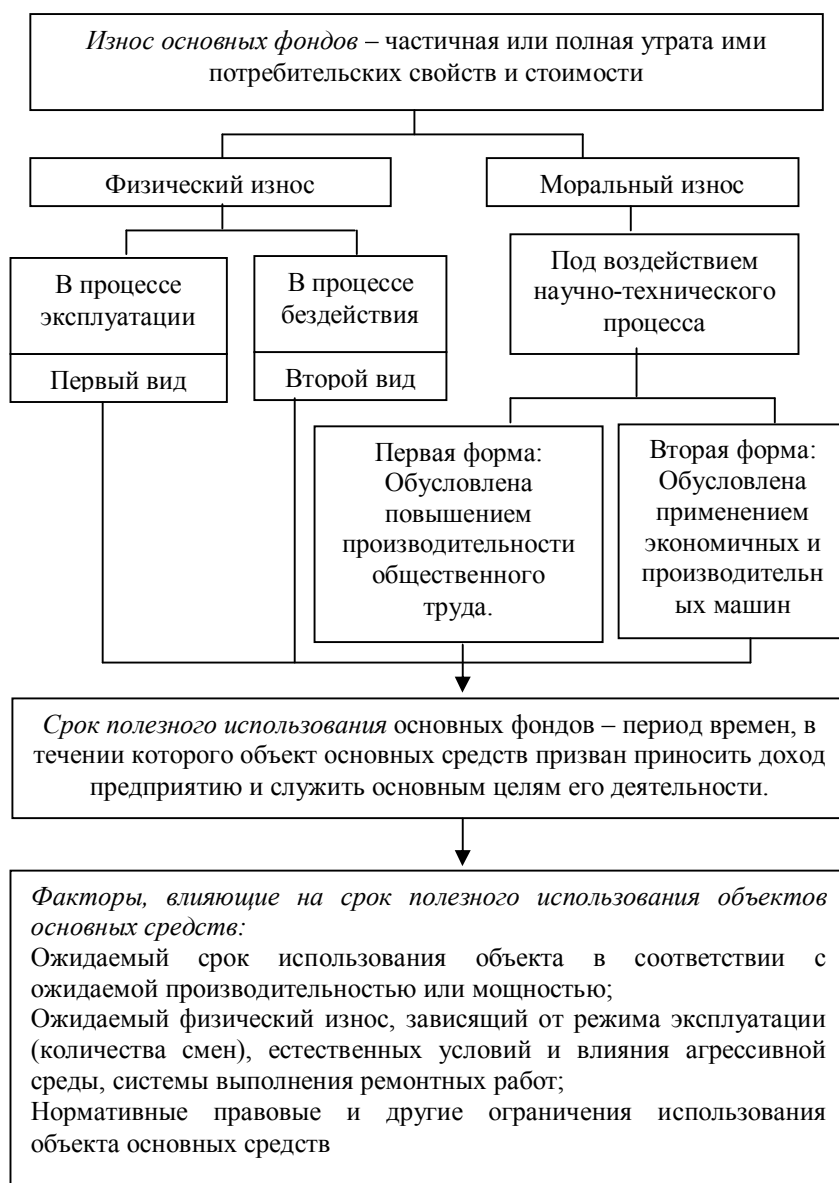 Износ основных фондов – частичная или полная утрата ими
потребительских свойств и стоимости
Физический износ
Моральный износ
В процессе
эксплуатации
Первый вид
В процессе
бездействия
Второй вид
Под воздействием
научно-технического
процесса
Первая форма:
Обусловлена
повышением
производительности
общественного
труда.
Вторая форма:
Обусловлена
применением
экономичных и
производительн
ых машин
Срок полезного использования основных фондов – период времен, в
течении которого объект основных средств призван приносить доход
предприятию и служить основным целям его деятельности.
Факторы, влияющие на срок полезного использования объектов
основных средств:
Ожидаемый срок использования объекта в соответствии с
ожидаемой производительностью или мощностью;
Ожидаемый физический износ, зависящий от режима эксплуатации
(количества смен), естественных условий и влияния агрессивной
среды, системы выполнения ремонтных работ;
Нормативные правовые и другие ограничения использования
объекта основных средств